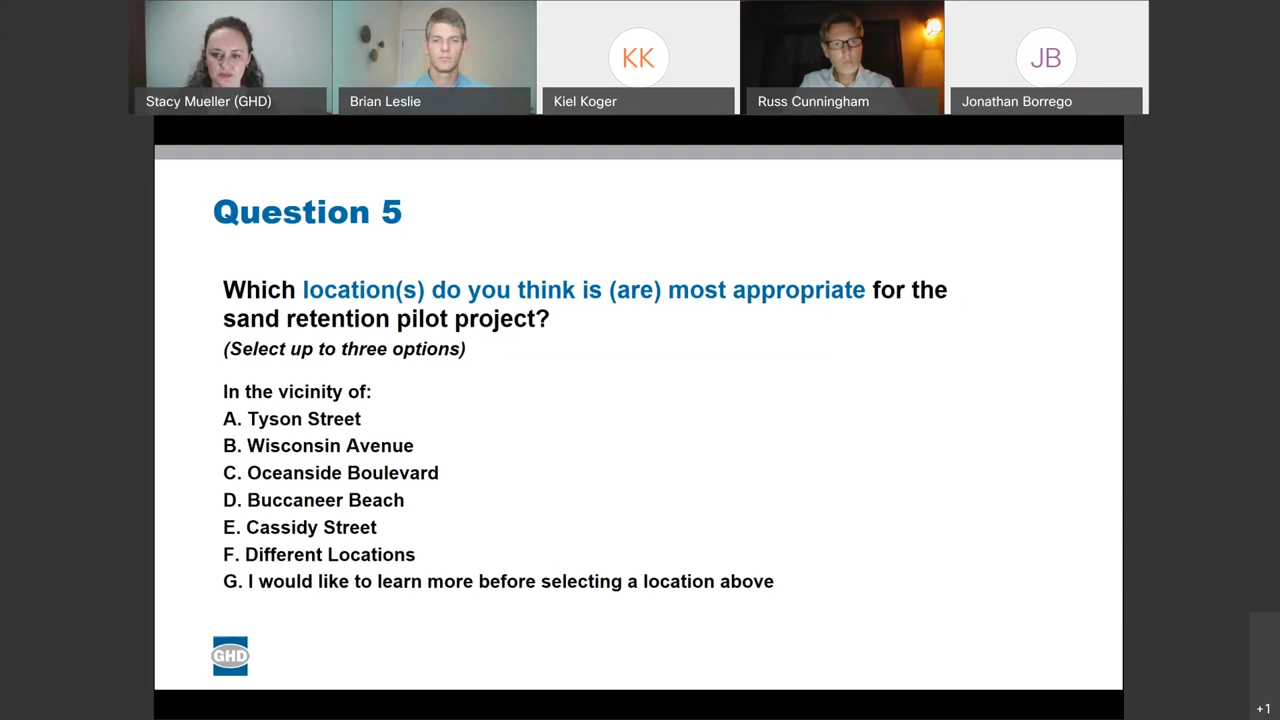 KK
JB
Stacy Mueller (GHD)
Brian Leslie
Kiel Koger
Russ Cunningham
Jonathan Borrego
Question 5
Which location(s) do you think is (are) most appropriate for the
sand retention pilot project?
(Select up to three options)
In the vicinity of:
A. Tyson Street
B. Wisconsin Avenue
C. Oceanside Boulevard
D. Buccaneer Beach
E. Cassidy Street
F. Different Locations
G. I would like to learn more before selecting a location above
GHD
+1